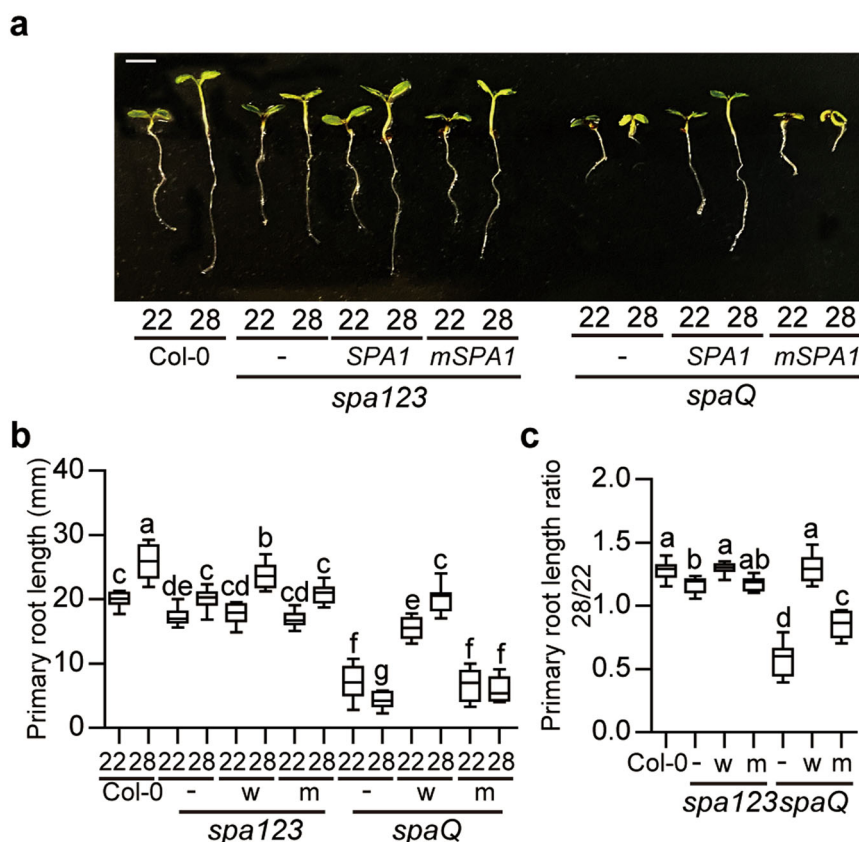 a
22 28 22 28 22 28 22 28 22 28 22 28 22 28
Col-0 - SPA1 mSPA1 - SPA1 mSPA1
spa123 spaQ
b
Primary root length (mm)
40
30
20
10
0
c a de c cd b cd c f g e c f f
22 28 22 28 22 28 22 28 22 28 22 28 22 28
Col-0 - w m - w m
spa123 spaQ
c
Primary root length ratio
28/22
2.0
1.5
1.0
0.5
0.0
a b a ab d a c
Col-0 - w m - w m
spa123 spaQ